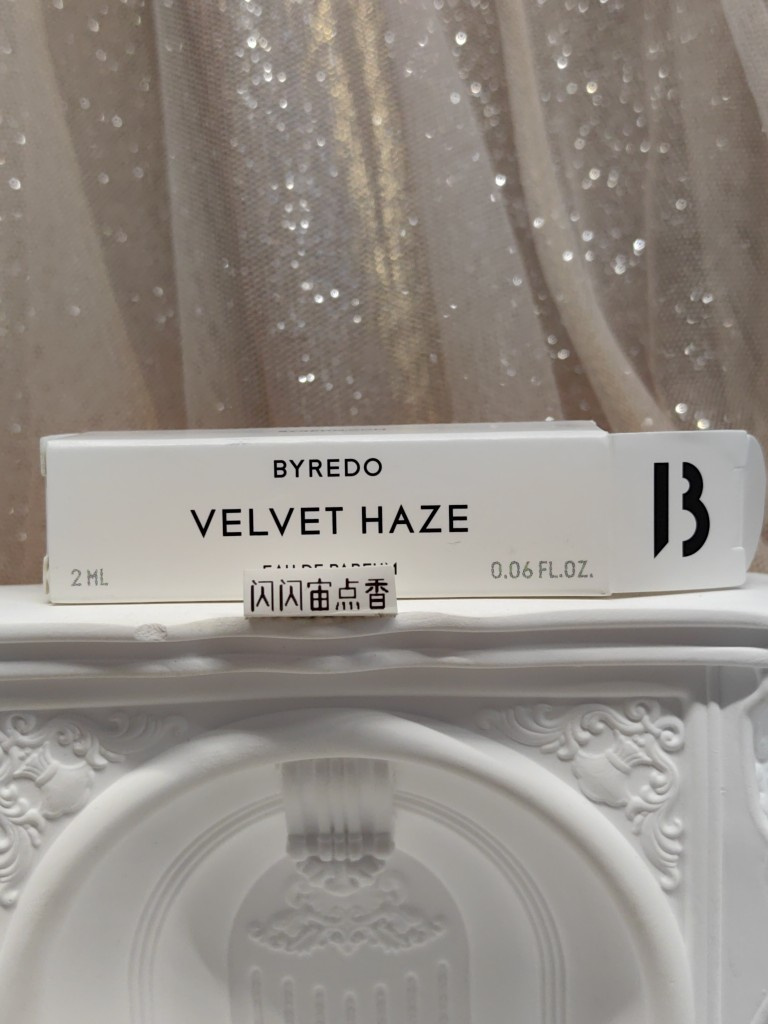 BYREDO
VELVET HAZE
EAU DE PARFUM
2 ML
0.06 FL.OZ.
B
闪闪宙点香